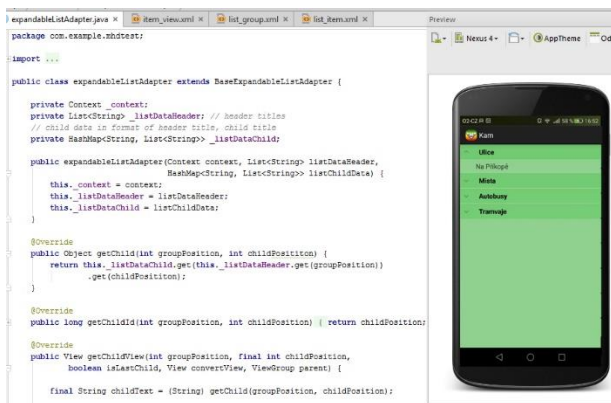 expandableListAdapter.java × item_view.xml × list_group.xml × list_item.xml ×
package com.example.mhdtest;
import ...
public class expandableListAdapter extends BaseExpandableListAdapter {
private Context _context;
private List<String> _listDataHeader; // header titles
// child data in format of header title, child title
private HashMap<String, List<String>> _listDataChild;
public expandableListAdapter(Context context, List<String> listDataHeader,
HashMap<String, List<String>> listChildData) {
this._context = context;
this._listDataHeader = listDataHeader;
this._listDataChild = listChildData;
}
@Override
public Object getChild(int groupPosition, int childPosititon) {
return this._listDataChild.get(this._listDataHeader.get(groupPosition))
.get(childPosititon);
}
@Override
public long getChildId(int groupPosition, int childPosition) { return childPosition;
@Override
public View getChildView(int groupPosition, final int childPosition,
boolean isLastChild, View convertView, ViewGroup parent) {
final String childText = (String) getChild(groupPosition, childPosition);
Preview
Nexus 4 AppTheme
Kam
Ulice
Na Příkopě
Místa
Autobusy
Tramvaje